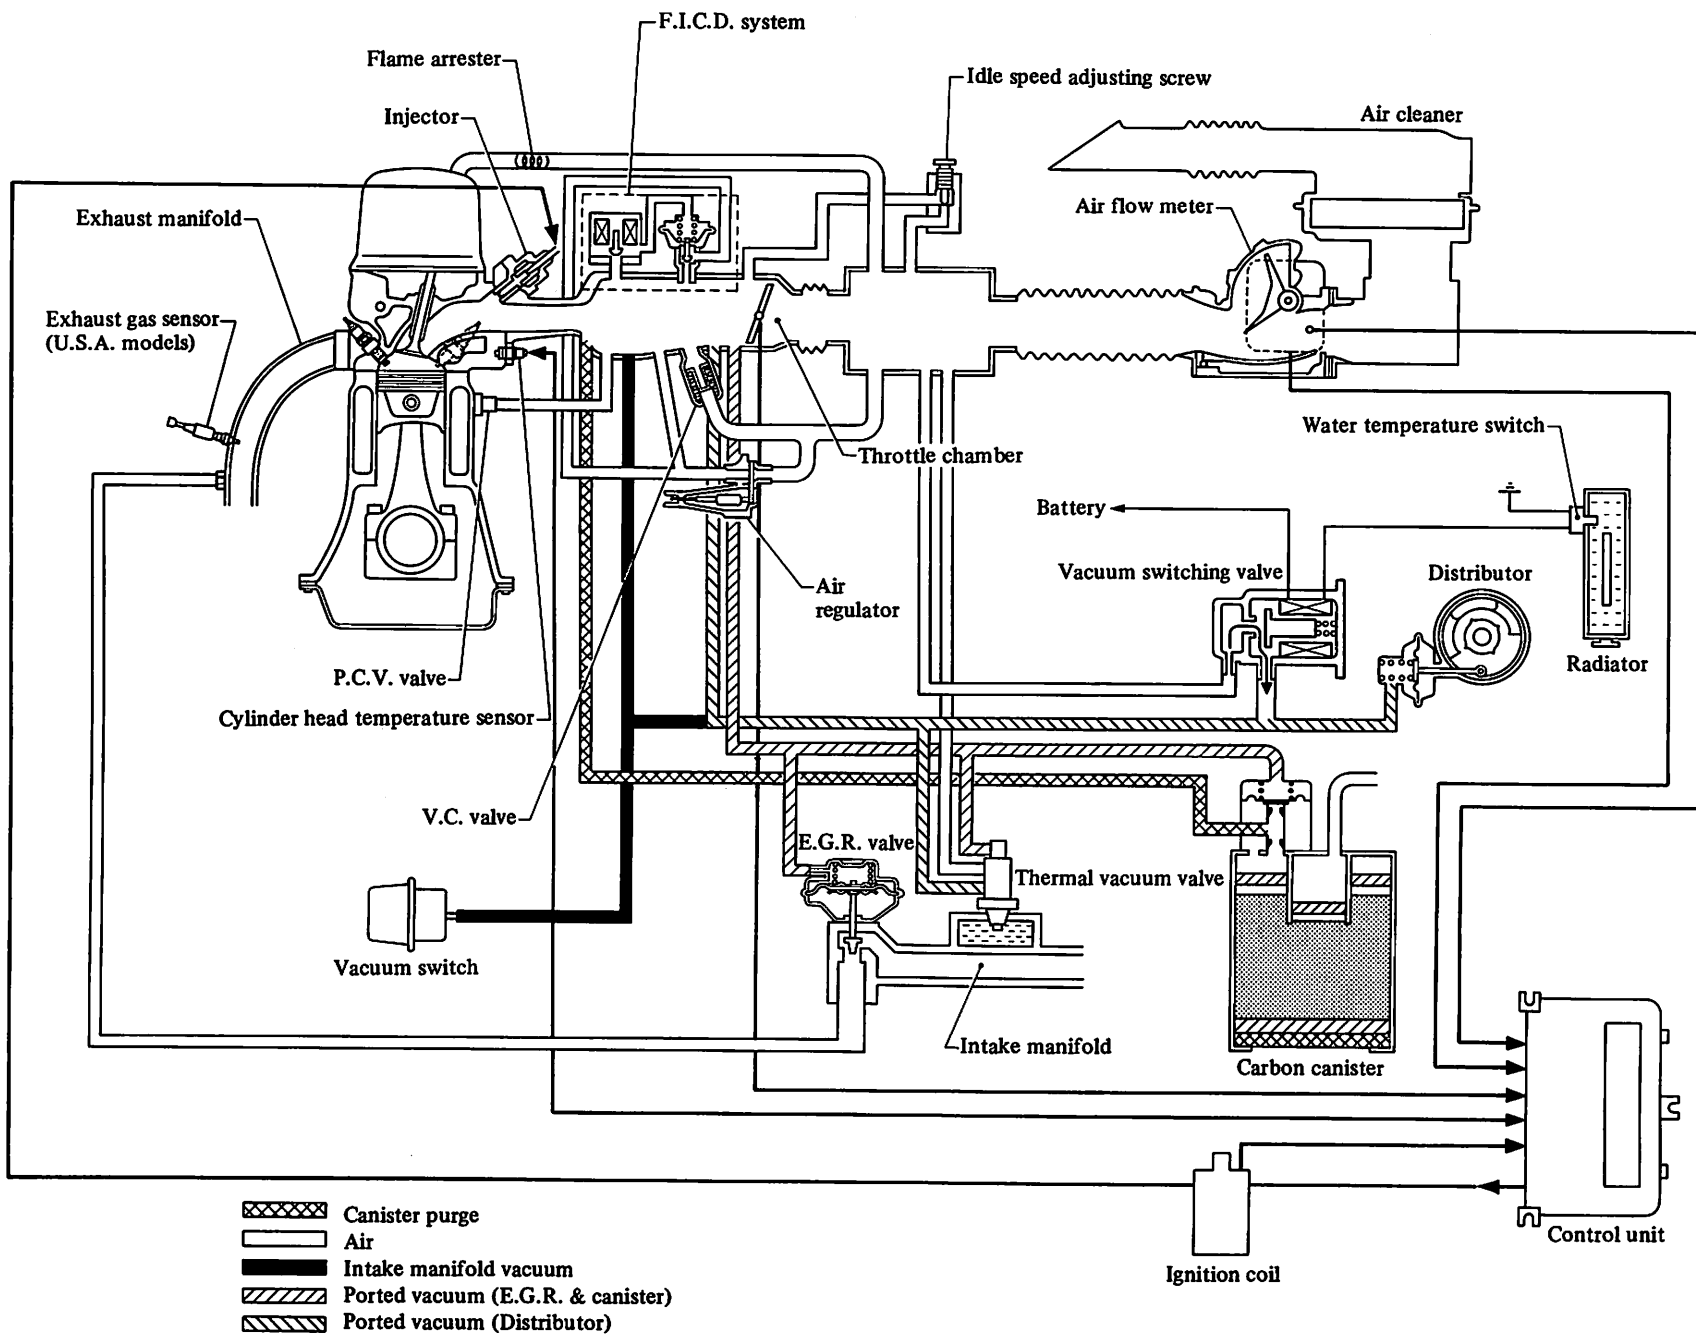 F.I.C.D. system
Flame arrester
Idle speed adjusting screw
Injector
Air cleaner
Exhaust manifold
Air flow meter
Exhaust gas sensor
(U.S.A. models)
Water temperature switch
Throttle chamber
Battery
Vacuum switching valve
Distributor
Air
regulator
Radiator
P.C.V. valve
Cylinder head temperature sensor
V.C. valve
E.G.R. valve
Thermal vacuum valve
Vacuum switch
Intake manifold
Carbon canister
Control unit
Ignition coil
Canister purge
Air
Intake manifold vacuum
Ported vacuum (E.G.R. & canister)
Ported vacuum (Distributor)